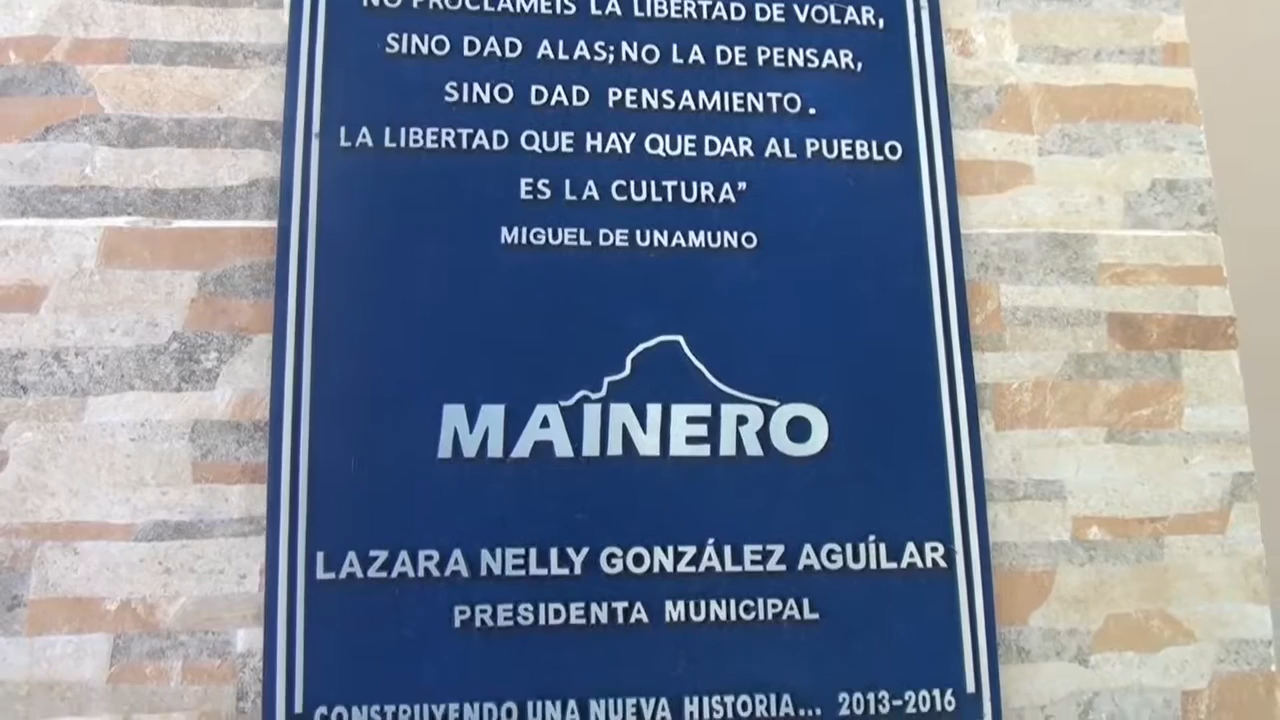 NO PROCLAMEIS LA LIBERTAD DE VOLAR,
SINO DAD ALAS; NO LA DE PENSAR,
SINO DAD PENSAMIENTO.
LA LIBERTAD QUE HAY QUE DAR AL PUEBLO
ES LA CULTURA”
MIGUEL DE UNAMUNO
MAINERO
LAZARA NELLY GONZÁLEZ AGUÍLAR
PRESIDENTA MUNICIPAL
CONSTRUYENDO UNA NUEVA HISTORIA... 2013-2016